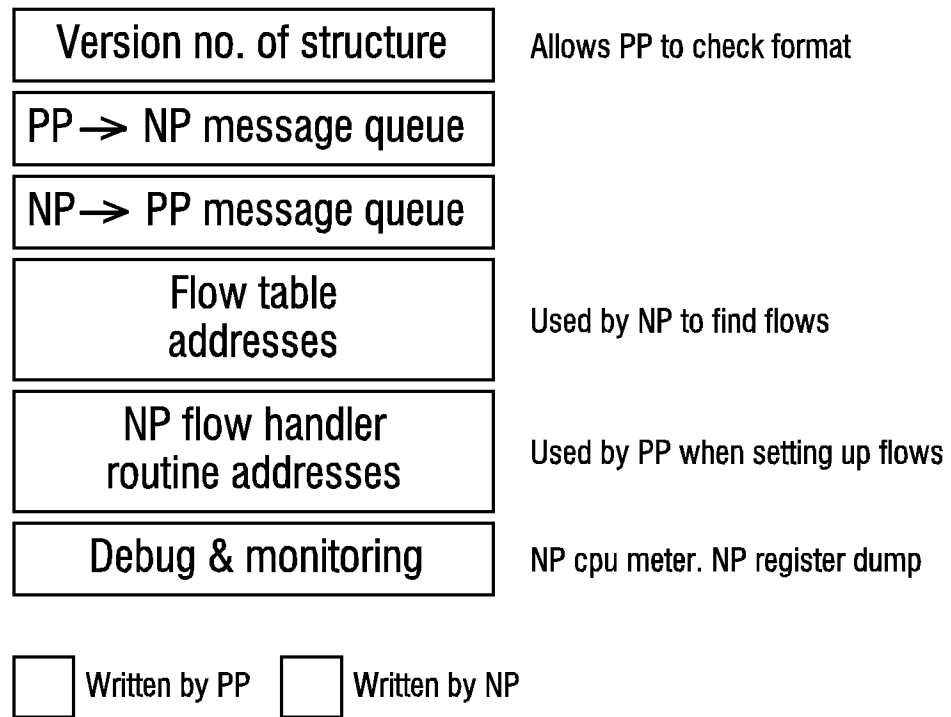 Version no. of structure Allows PP to check format
PP → NP message queue
NP → PP message queue
Flow table
addresses
Used by NP to find flows
NP flow handler
routine addresses
Used by PP when setting up flows
Debug & monitoring NP cpu meter. NP register dump
Written by PP Written by NP